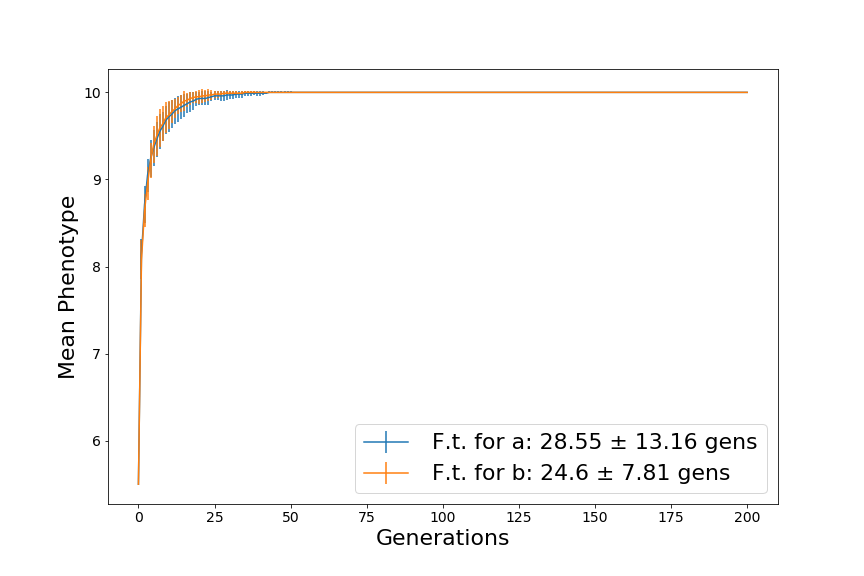 10
9
8
7
6
Mean Phenotype
F.t. for a: 28.55 ± 13.16 gens
F.t. for b: 24.6 ± 7.81 gens
0 25 50 75 100 125 150 175 200
Generations